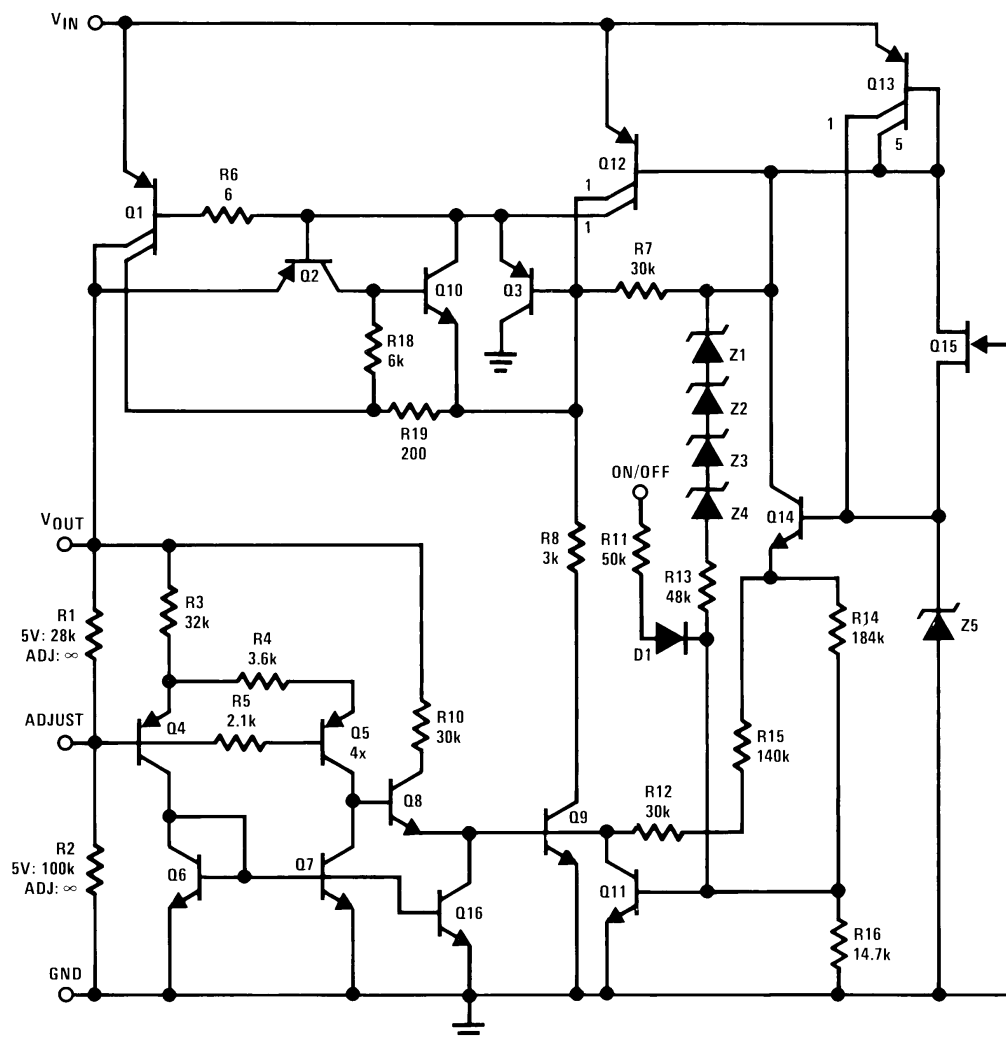 VIN
Q13
1
5
Q12
1
1
R6
6
Q1
Q2
Q10
Q3
R7
30k
R18
6k
Z1
Q15
Z2
R19
200
Z3
ON/OFF
Z4
Q14
VOUT
R8
3k
R11
50k
R13
48k
R3
32k
R1
5V: 28k
ADJ: ∞
R4
3.6k
D1
R14
184k
Z5
ADJUST
Q4
R5
2.1k
Q5
4x
R10
30k
R15
140k
Q8
R12
30k
Q9
R2
5V: 100k
ADJ: ∞
Q6
Q7
Q11
Q16
R16
14.7k
GND